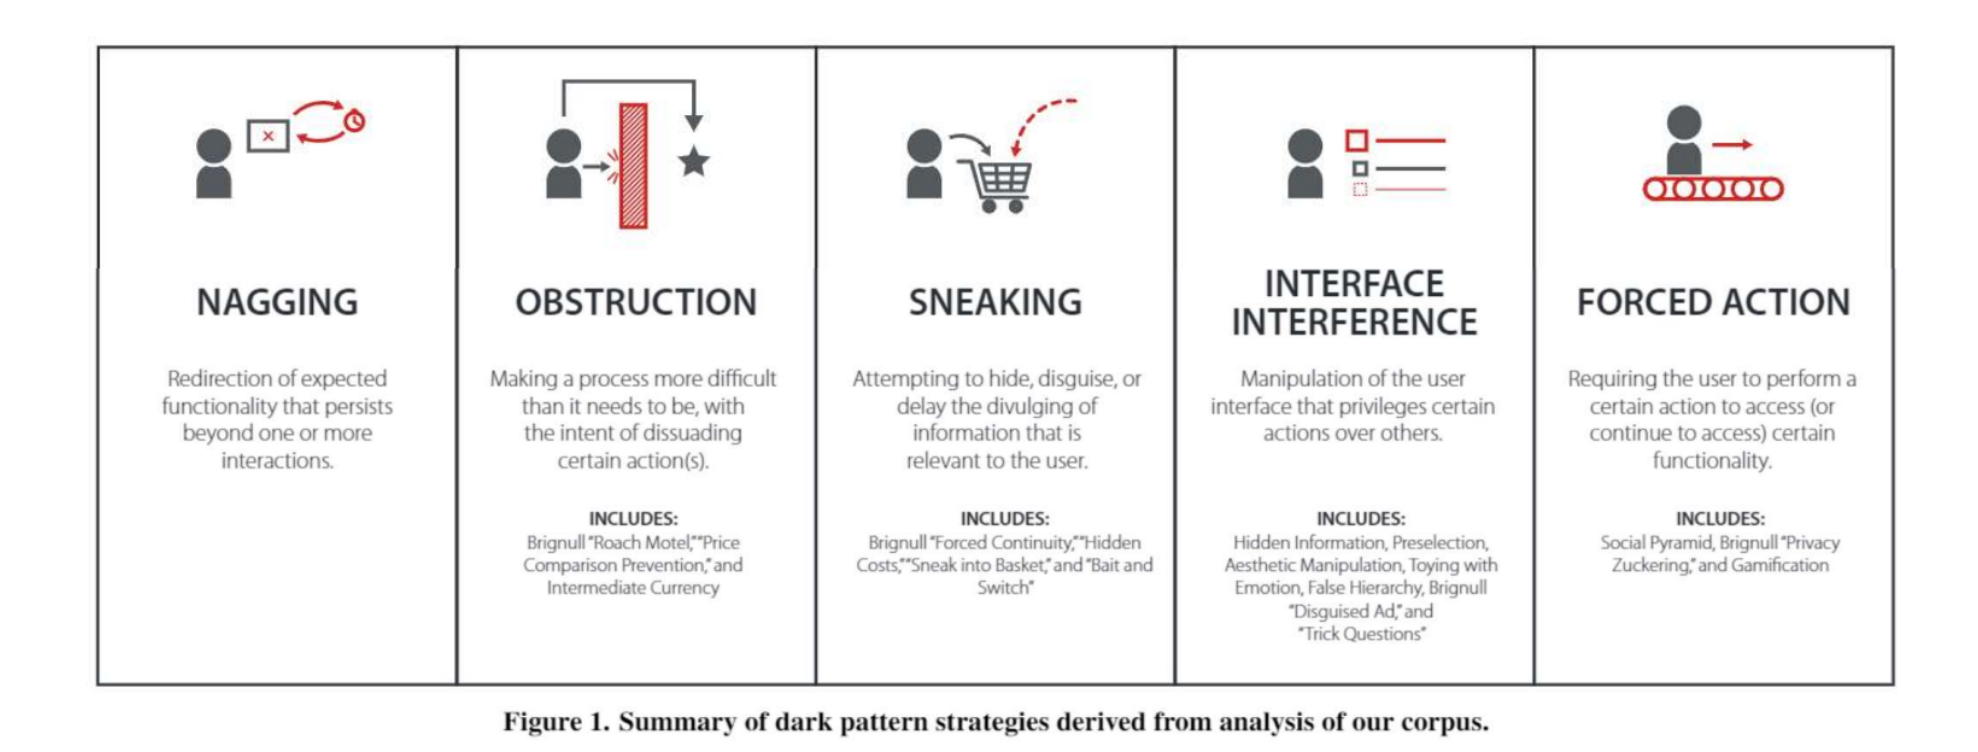 NAGGING
Redirection of expected
functionality that persists
beyond one or more
interactions.
OBSTRUCTION
Making a process more difficult
than it needs to be, with
the intent of dissuading
certain action(s).
INCLUDES:
Brignull "Roach Motel," "Price
Comparison Prevention," and
Intermediate Currency
SNEAKING
Attempting to hide, disguise, or
delay the divulging of
information that is
relevant to the user.
INCLUDES:
Brignull "Forced Continuity," "Hidden
Costs," "Sneak into Basket," and "Bait and
Switch"
INTERFACE
INTERFERENCE
Manipulation of the user
interface that privileges certain
actions over others.
INCLUDES:
Hidden Information, Preselection,
Aesthetic Manipulation, Toying with
Emotion, False Hierarchy, Brignull
"Disguised Ad," and
"Trick Questions"
FORCED ACTION
Requiring the user to perform a
certain action to access (or
continue to access) certain
functionality.
INCLUDES:
Social Pyramid, Brignull "Privacy
Zuckering," and Gamification
Figure 1. Summary of dark pattern strategies derived from analysis of our corpus.